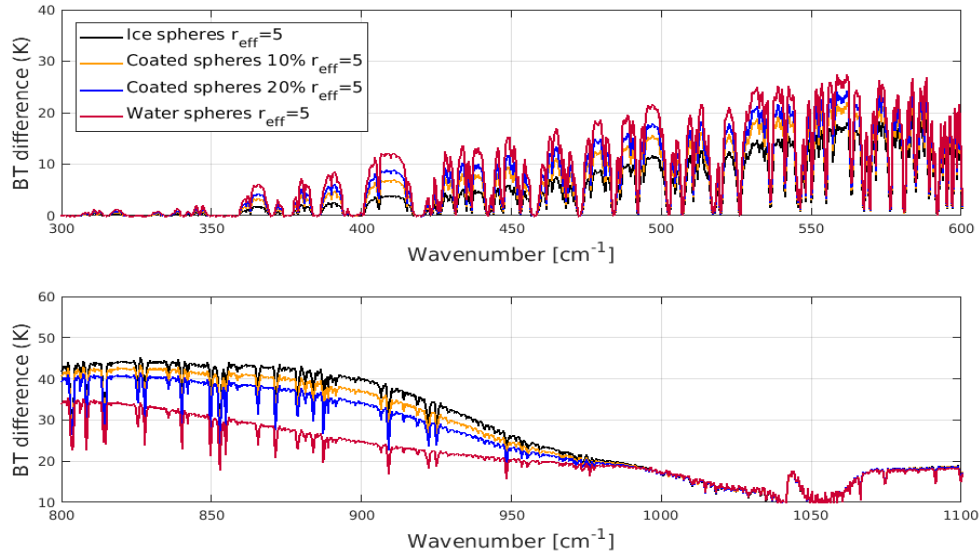 40
30
20
10
0
BT difference (K)
Ice spheres r_eff=5
Coated spheres 10% r_eff=5
Coated spheres 20% r_eff=5
Water spheres r_eff=5
300 350 400 450 500 550 600
Wavenumber [cm⁻¹]
60
50
40
30
20
10
BT difference (K)
800 850 900 950 1000 1050 1100
Wavenumber [cm⁻¹]